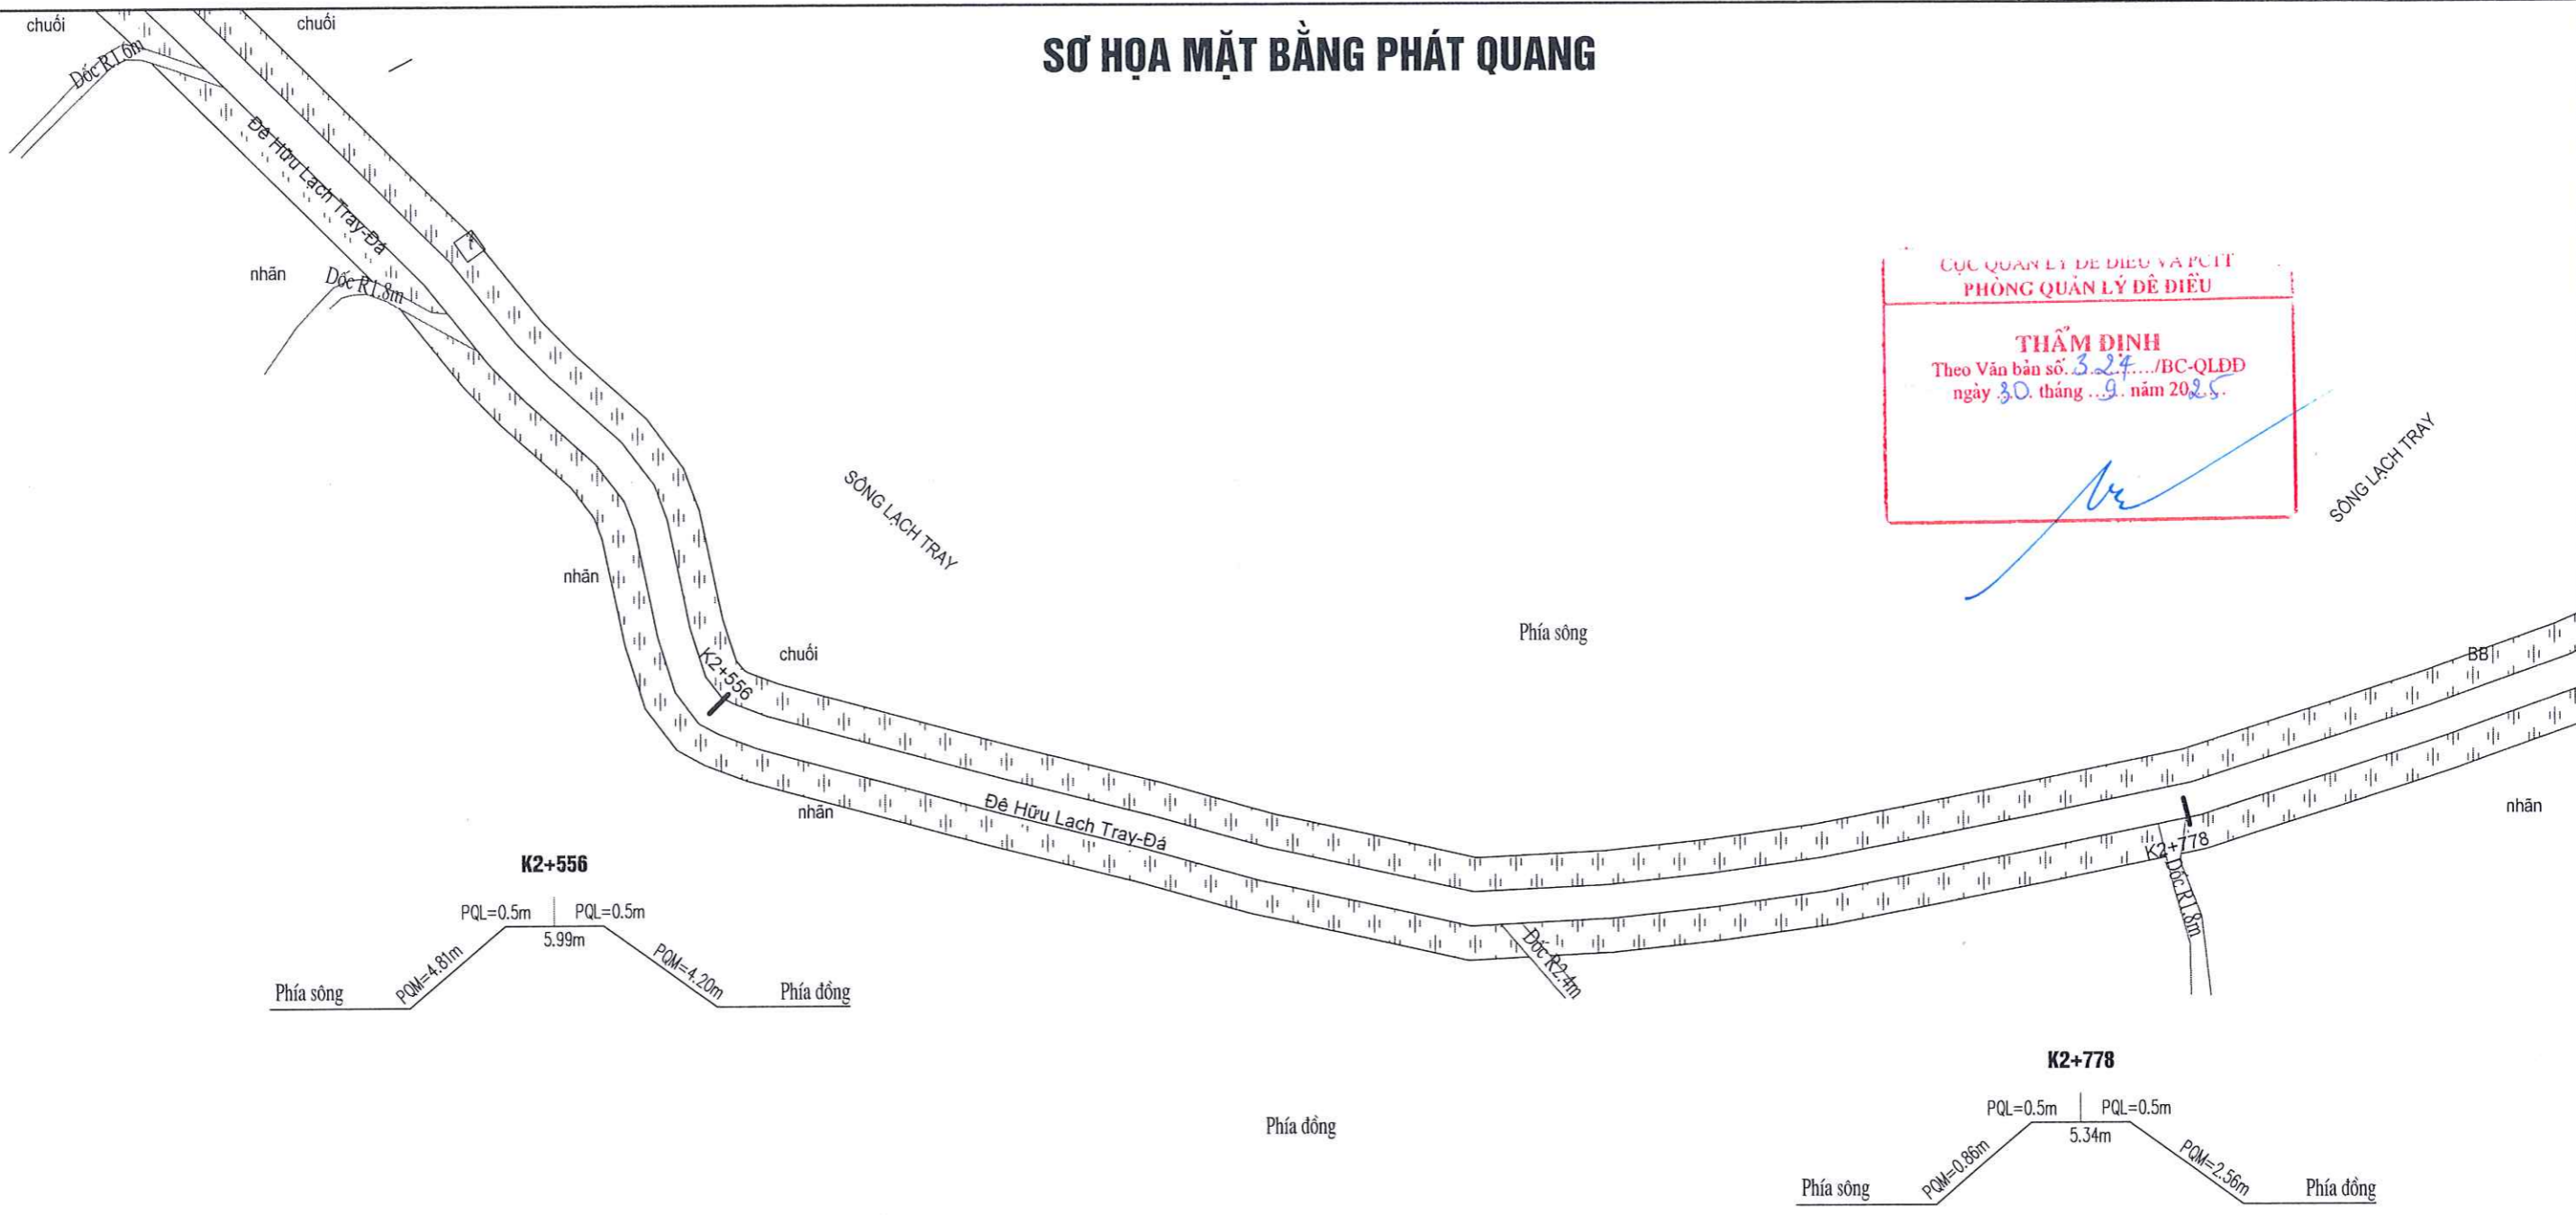 SƠ HỌA MẶT BẰNG PHÁT QUANG
chuối
chuối
Dốc R1.6m
Đê Hữu Lạch Tray-Đá
t
nhãn
Dốc R1.8m
CỤC QUẢN LÝ ĐÊ ĐIỀU VÀ PCTT
PHÒNG QUẢN LÝ ĐÊ ĐIỀU
THẨM ĐỊNH
Theo Văn bản số..327...../BC-QLĐĐ
ngày .30. tháng ...9.. năm 2025.
SÔNG LẠCH TRAY
SÔNG LẠCH TRAY
nhãn
Phía sông
chuối
K2+556
BB
nhãn
Đê Hữu Lạch Tray-Đá
nhãn
K2+778
Dốc R1.8m
Dốc R2.4m
K2+556
PQL=0.5m PQL=0.5m
5.99m
PQM=4.81m
PQM=4.20m
Phía sông
Phía đồng
Phía đồng
K2+778
PQL=0.5m PQL=0.5m
5.34m
PQM=0.86m
PQM=2.56m
Phía sông
Phía đồng